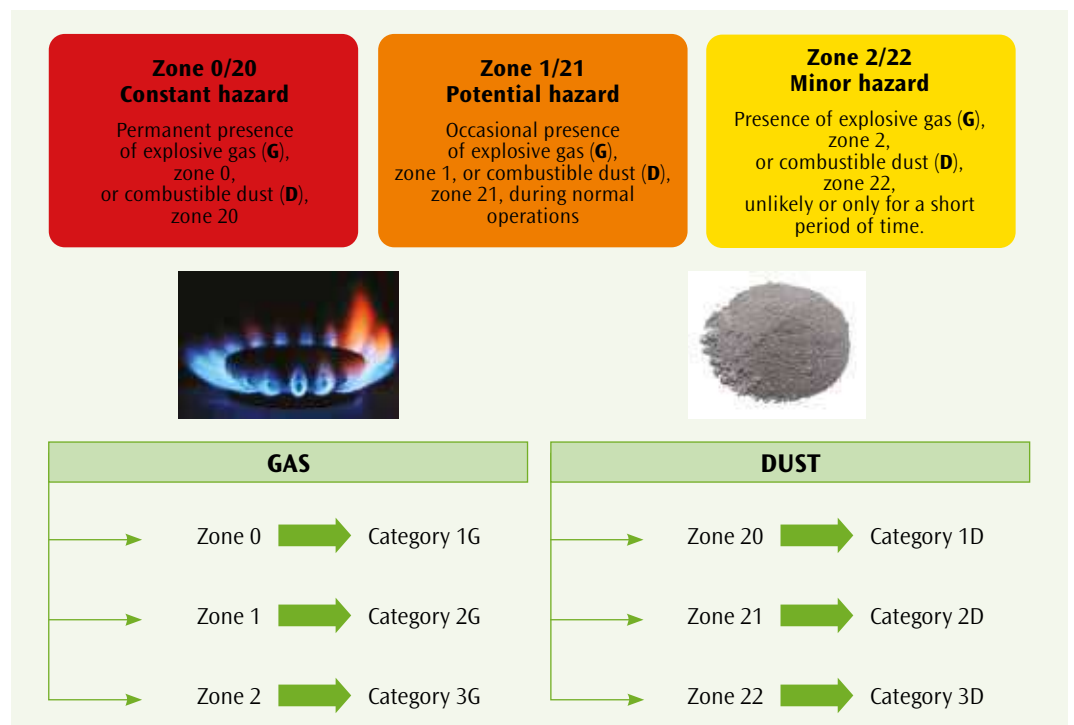 Zone 0/20
Constant hazard
Permanent presence
of explosive gas (G),
zone 0,
or combustible dust (D),
zone 20
Zone 1/21
Potential hazard
Occasional presence
of explosive gas (G),
zone 1, or combustible dust (D),
zone 21, during normal
operations
Zone 2/22
Minor hazard
Presence of explosive gas (G),
zone 2,
or combustible dust (D),
zone 22,
unlikely or only for a short
period of time.
GAS
Zone 0 Category 1G
Zone 1 Category 2G
Zone 2 Category 3G
DUST
Zone 20 Category 1D
Zone 21 Category 2D
Zone 22 Category 3D